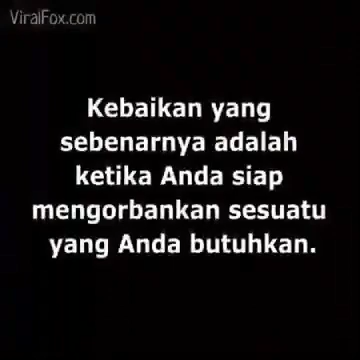 ViralFox.com
Kebaikan yang
sebenarnya adalah
ketika Anda siap
mengorbankan sesuatu
yang Anda butuhkan.